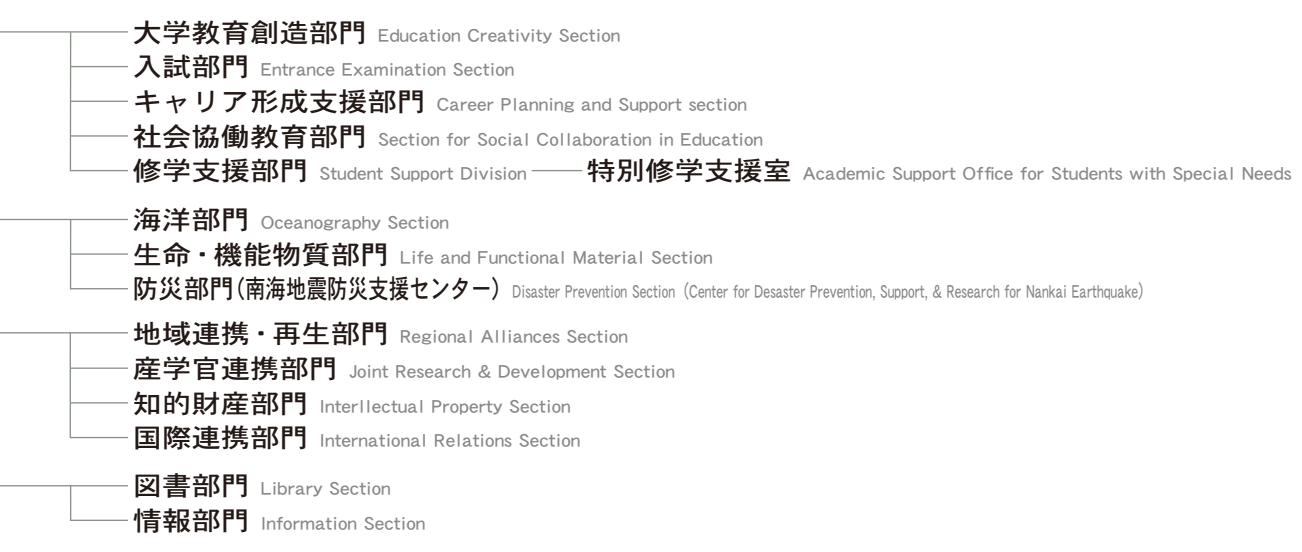 大学教育創造部門 Education Creativity Section
入試部門 Entrance Examination Section
キャリア形成支援部門 Career Planning and Support section
社会協働教育部門 Section for Social Collaboration in Education
修学支援部門 Student Support Division 特別修学支援室 Academic Support Office for Students with Special Needs
海洋部門 Oceanography Section
生命・機能物質部門 Life and Functional Material Section
防災部門(南海地震防災支援センター) Disaster Prevention Section (Center for Desaster Prevention, Support, & Research for Nankai Earthquake)
地域連携・再生部門 Regional Alliances Section
産学官連携部門 Joint Research & Development Section
知的財産部門 Interllectual Property Section
国際連携部門 International Relations Section
図書部門 Library Section
情報部門 Information Section